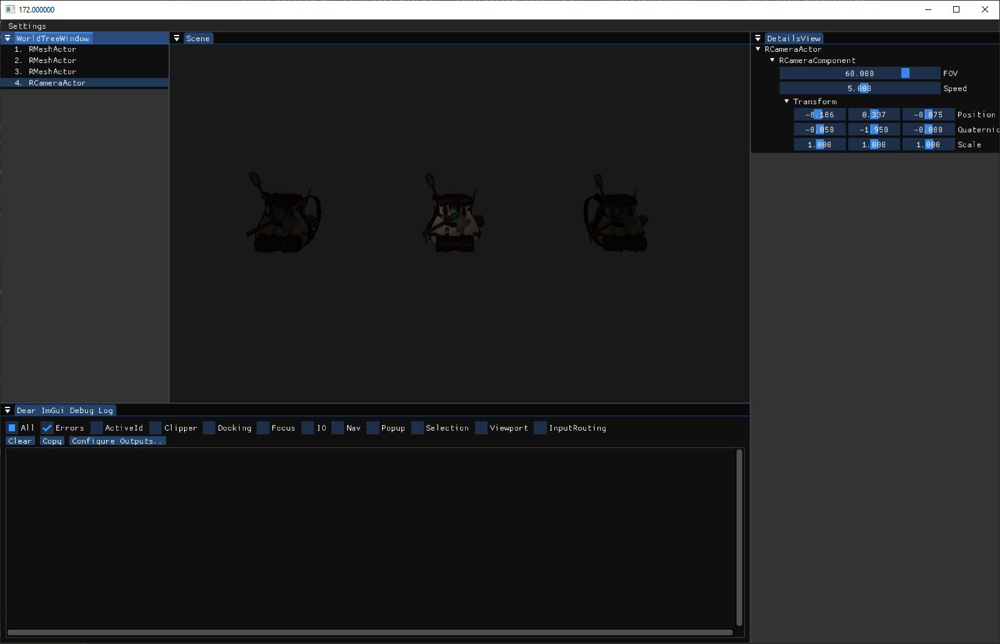 172.000000
Settings
WorldTreeWindow
1. RMeshActor
2. RMeshActor
3. RMeshActor
4. RCameraActor
Scene
DetailsView
RCameraActor
RCameraComponent
60.000 FOV
5.000 Speed
Transform
-8.186 0.337 -0.075 Position
-0.050 -1.950 -0.000 Quaternic
1.000 1.000 1.000 Scale
Dear ImGui Debug Log
All Errors ActiveId Clipper Docking Focus IO Nav Popup Selection Viewport InputRouting
Clear Copy Configure Outputs..